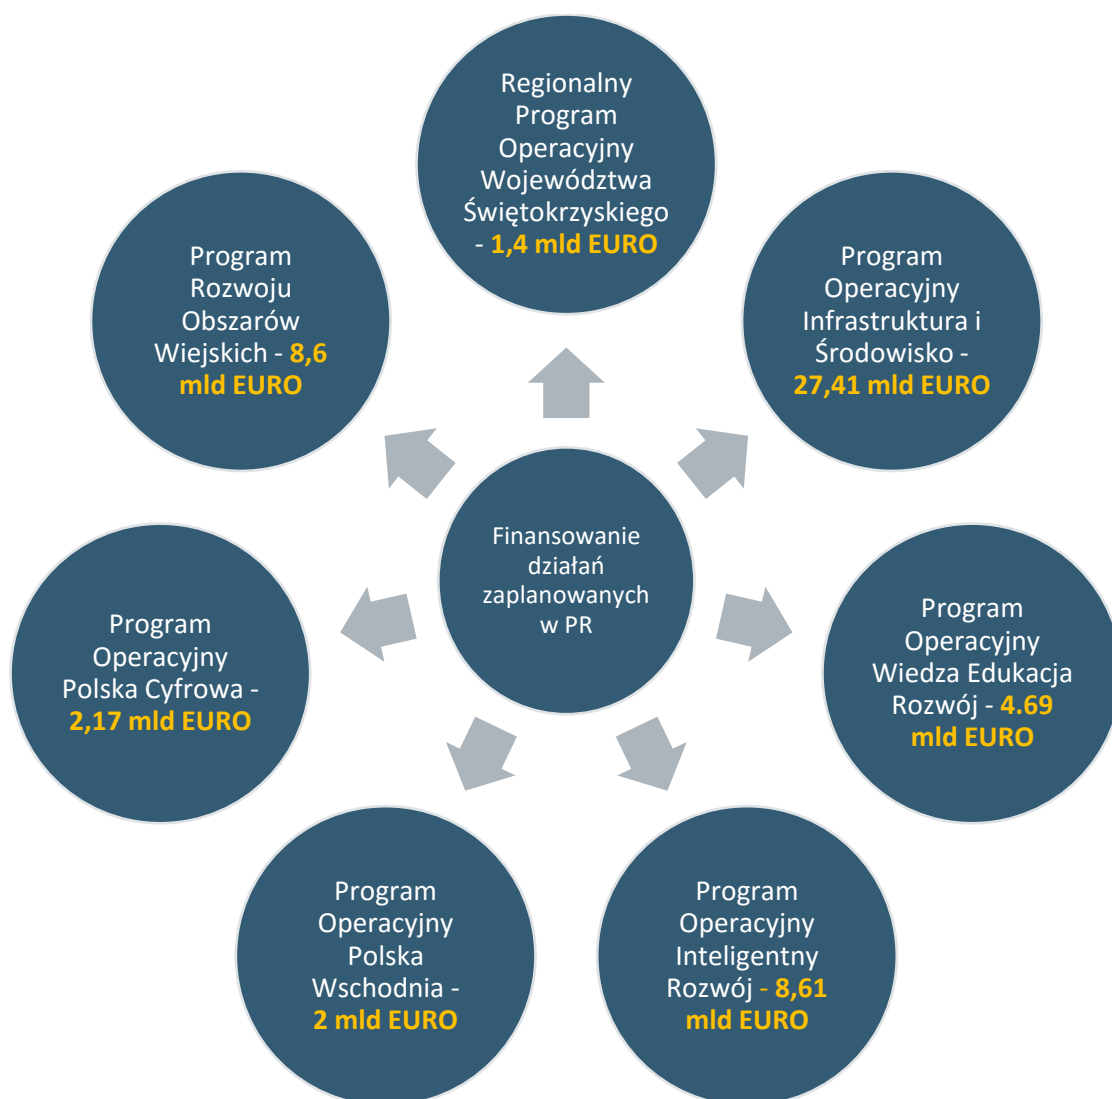 Regionalny
Program
Operacyjny
Województwa
Świętokrzyskiego
- 1,4 mld EURO
Program
Operacyjny
Infrastruktura i
Środowisko -
27,41 mld EURO
Program
Operacyjny
Wiedza Edukacja
Rozwój - 4.69
mld EURO
Program
Operacyjny
Inteligentny
Rozwój - 8,61
mld EURO
Program
Operacyjny
Polska
Wschodnia -
2 mld EURO
Program
Operacyjny
Polska Cyfrowa -
2,17 mld EURO
Program
Rozwoju
Obszarów
Wiejskich - 8,6
mld EURO
Finansowanie
działań
zaplanowanych
w PR